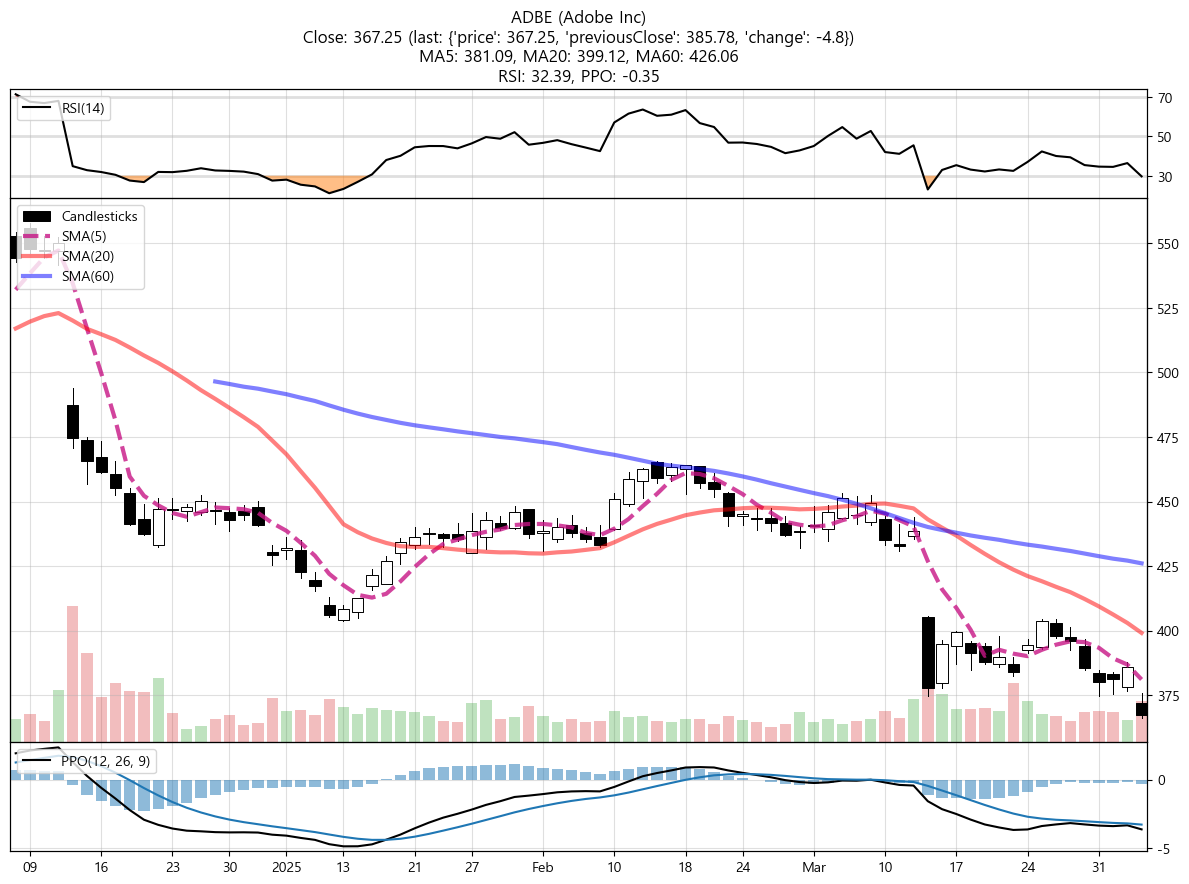 ADBE (Adobe Inc)
Close: 367.25 (last: {'price': 367.25, 'previousClose': 385.78, 'change': -4.8})
MA5: 381.09, MA20: 399.12, MA60: 426.06
RSI: 32.39, PPO: -0.35
RSI(14)
70
50
30
Candlesticks
SMA(5)
SMA(20)
SMA(60)
550
525
500
475
450
425
400
375
PPO(12, 26, 9)
0
-5
09 16 23 30 2025 13 21 27 Feb 10 18 24 Mar 10 17 24 31